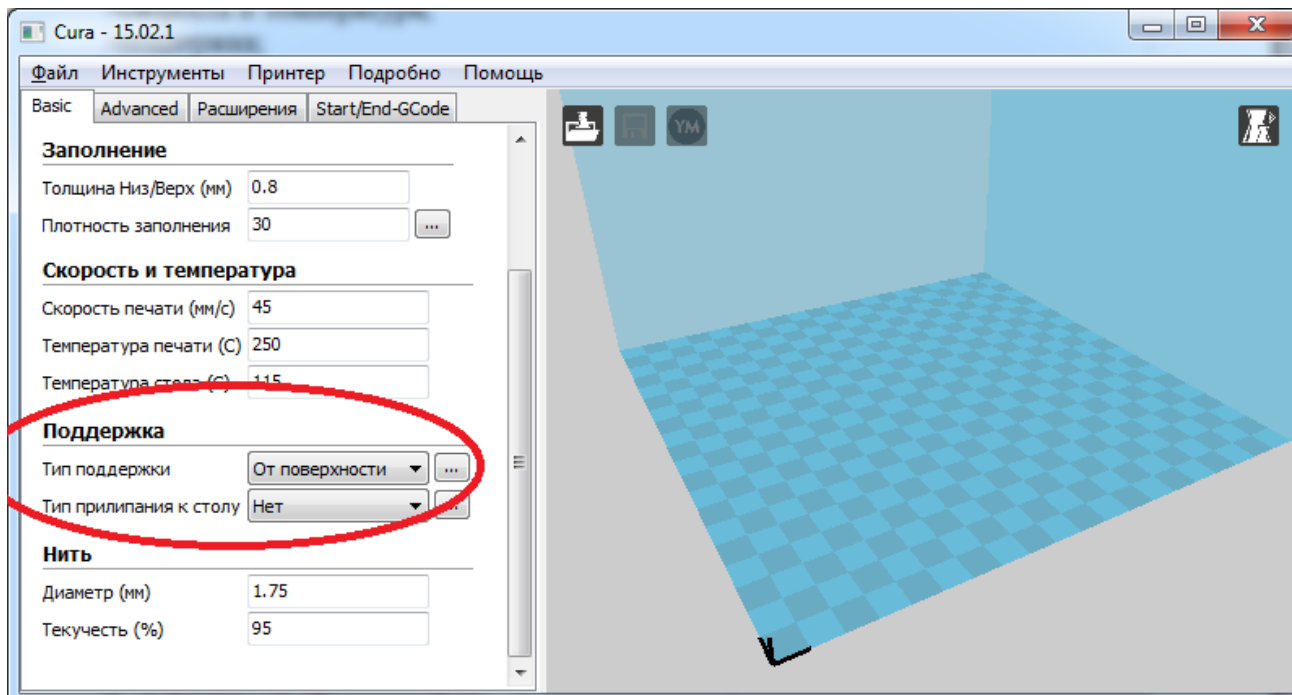 Cura - 15.02.1
Файл Инструменты Принтер Подробно Помощь
Basic Advanced Расширения Start/End-GCode
Заполнение
Толщина Низ/Верх (мм) 0.8
Плотность заполнения 30 ...
Скорость и температура
Скорость печати (мм/с) 45
Температура печати (C) 250
Температура стола (C) 115
Поддержка
Тип поддержки От поверхности ...
Тип прилипания к столу Нет ...
Нить
Диаметр (мм) 1.75
Текучесть (%) 95
YM